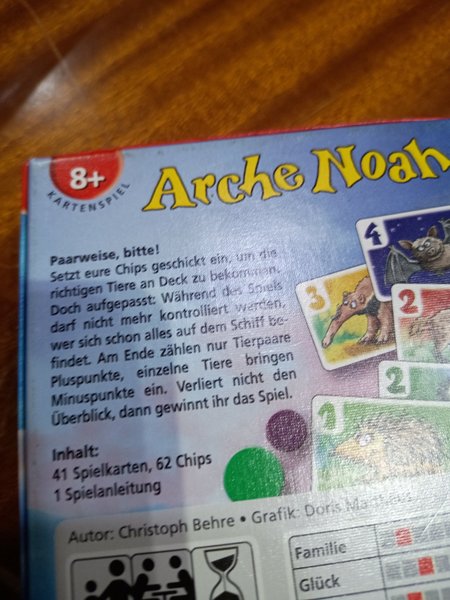 8+
KARTENSPIEL
Arche Noah
Paarweise, bitte!
Setzt eure Chips geschickt ein, um die
richtigen Tiere an Deck zu bekommen.
Doch aufgepasst: Während des Spiels
darf nicht mehr kontrolliert werden,
wer sich schon alles auf dem Schiff be-
findet. Am Ende zählen nur Tierpaare
Pluspunkte, einzelne Tiere bringen
Minuspunkte ein. Verliert nicht den
Überblick, dann gewinnt ihr das Spiel.
4
3
2
2
1
Inhalt:
41 Spielkarten, 62 Chips
1 Spielanleitung
Autor: Christoph Behre • Grafik: Doris Matthäus
Familie
Glück